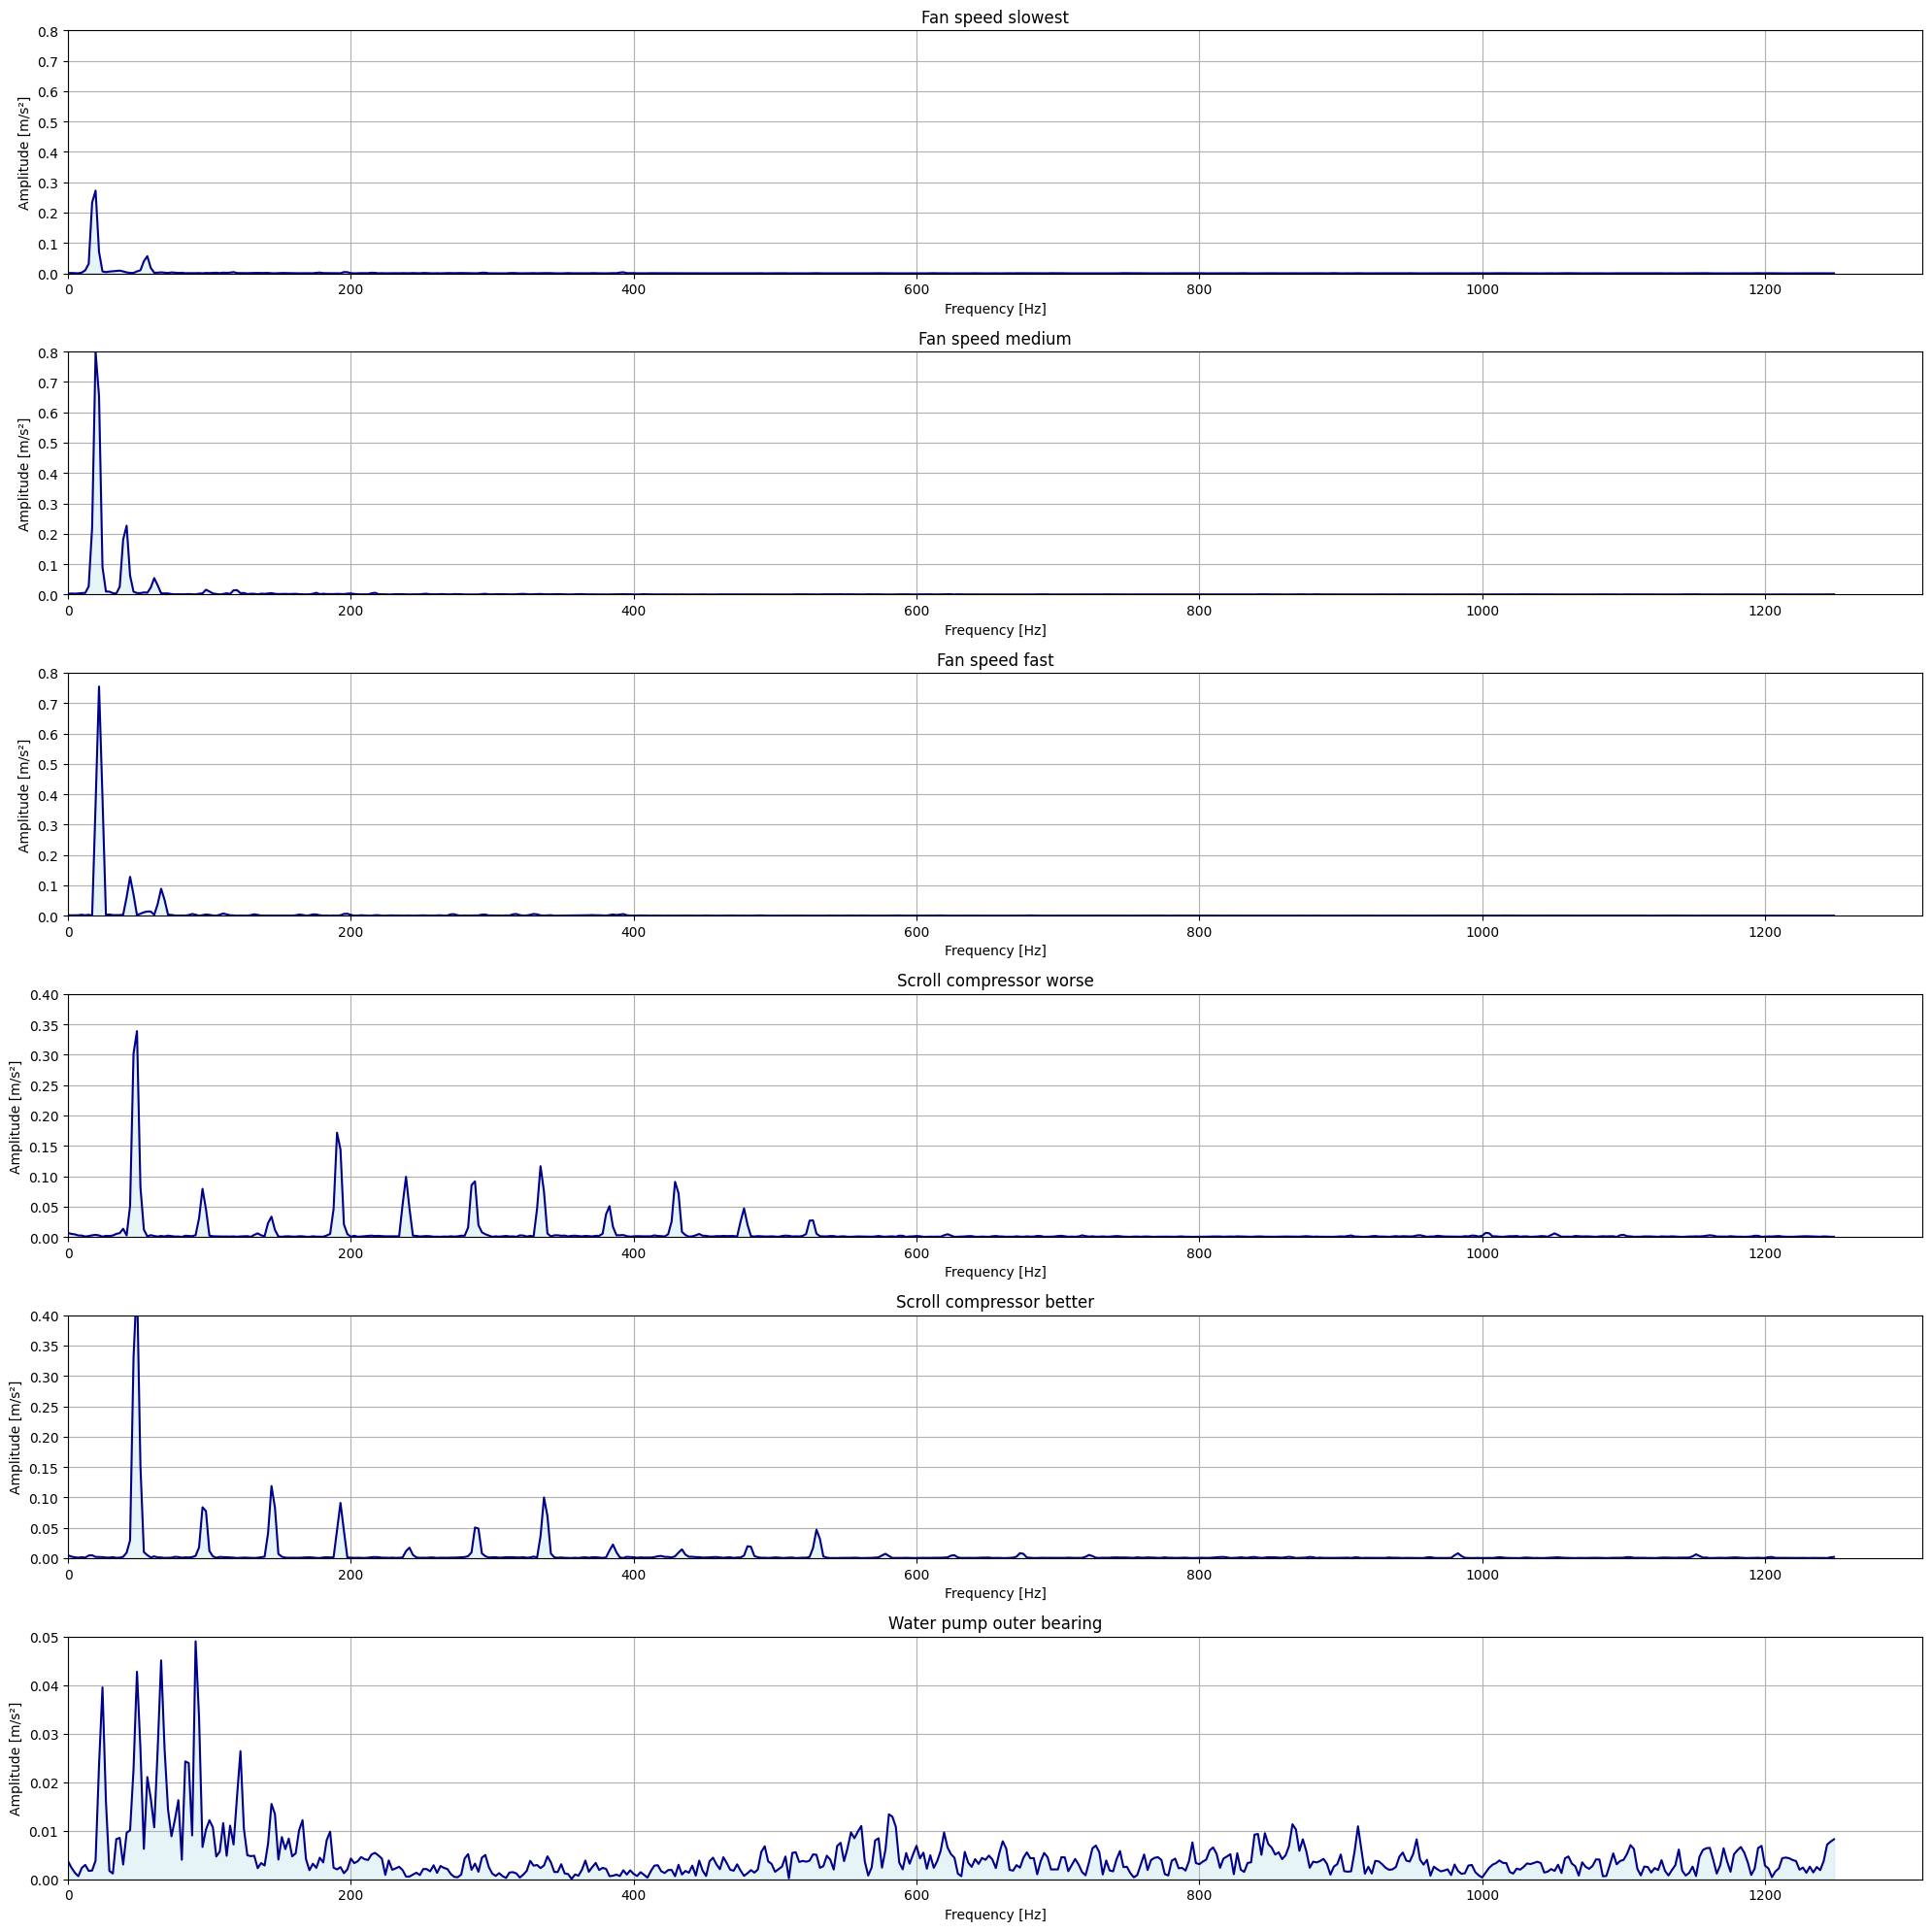 Fan speed slowest
Amplitude [m/s²]
0.8
0.7
0.6
0.5
0.4
0.3
0.2
0.1
0.0
0 200 400 600 800 1000 1200
Frequency [Hz]
Fan speed medium
Amplitude [m/s²]
0.8
0.7
0.6
0.5
0.4
0.3
0.2
0.1
0.0
0 200 400 600 800 1000 1200
Frequency [Hz]
Fan speed fast
Amplitude [m/s²]
0.8
0.7
0.6
0.5
0.4
0.3
0.2
0.1
0.0
0 200 400 600 800 1000 1200
Frequency [Hz]
Scroll compressor worse
Amplitude [m/s²]
0.40
0.35
0.30
0.25
0.20
0.15
0.10
0.05
0.00
0 200 400 600 800 1000 1200
Frequency [Hz]
Scroll compressor better
Amplitude [m/s²]
0.40
0.35
0.30
0.25
0.20
0.15
0.10
0.05
0.00
0 200 400 600 800 1000 1200
Frequency [Hz]
Water pump outer bearing
Amplitude [m/s²]
0.05
0.04
0.03
0.02
0.01
0.00
0 200 400 600 800 1000 1200
Frequency [Hz]